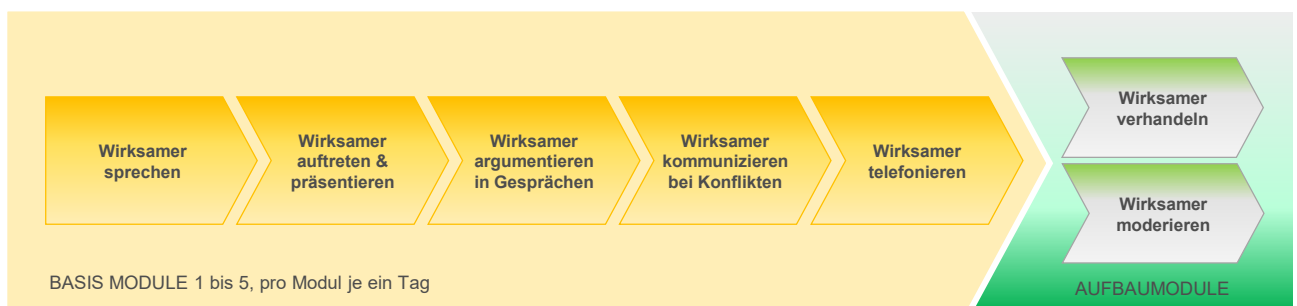 Wirksamer
sprechen
Wirksamer
auftreten &
präsentieren
Wirksamer
argumentieren
in Gesprächen
Wirksamer
kommunizieren
bei Konflikten
Wirksamer
telefonieren
BASIS MODULE 1 bis 5, pro Modul je ein Tag
Wirksamer
verhandeln
Wirksamer
moderieren
AUFBAUMODULE